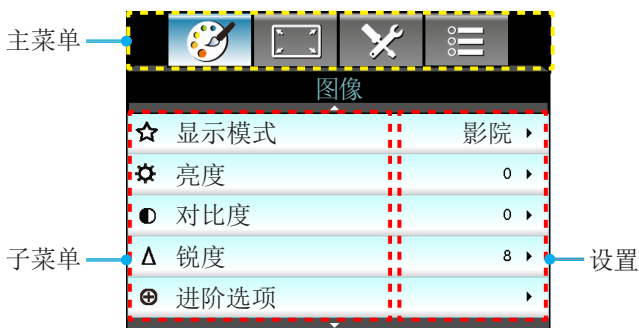 主菜单
图像
显示模式 影院
亮度 0
对比度 0
子菜单 锐度 8 设置
进阶选项